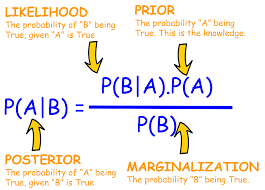 LIKELIHOOD
The probability of "B" being
True, given "A" is True
PRIOR
The probability "A" being
True. This is the knowledge.
P(A|B) = P(B|A).P(A)
P(B)
POSTERIOR
The probability of "A" being
True, given "B" is True
MARGINALIZATION
The probability "B" being True.